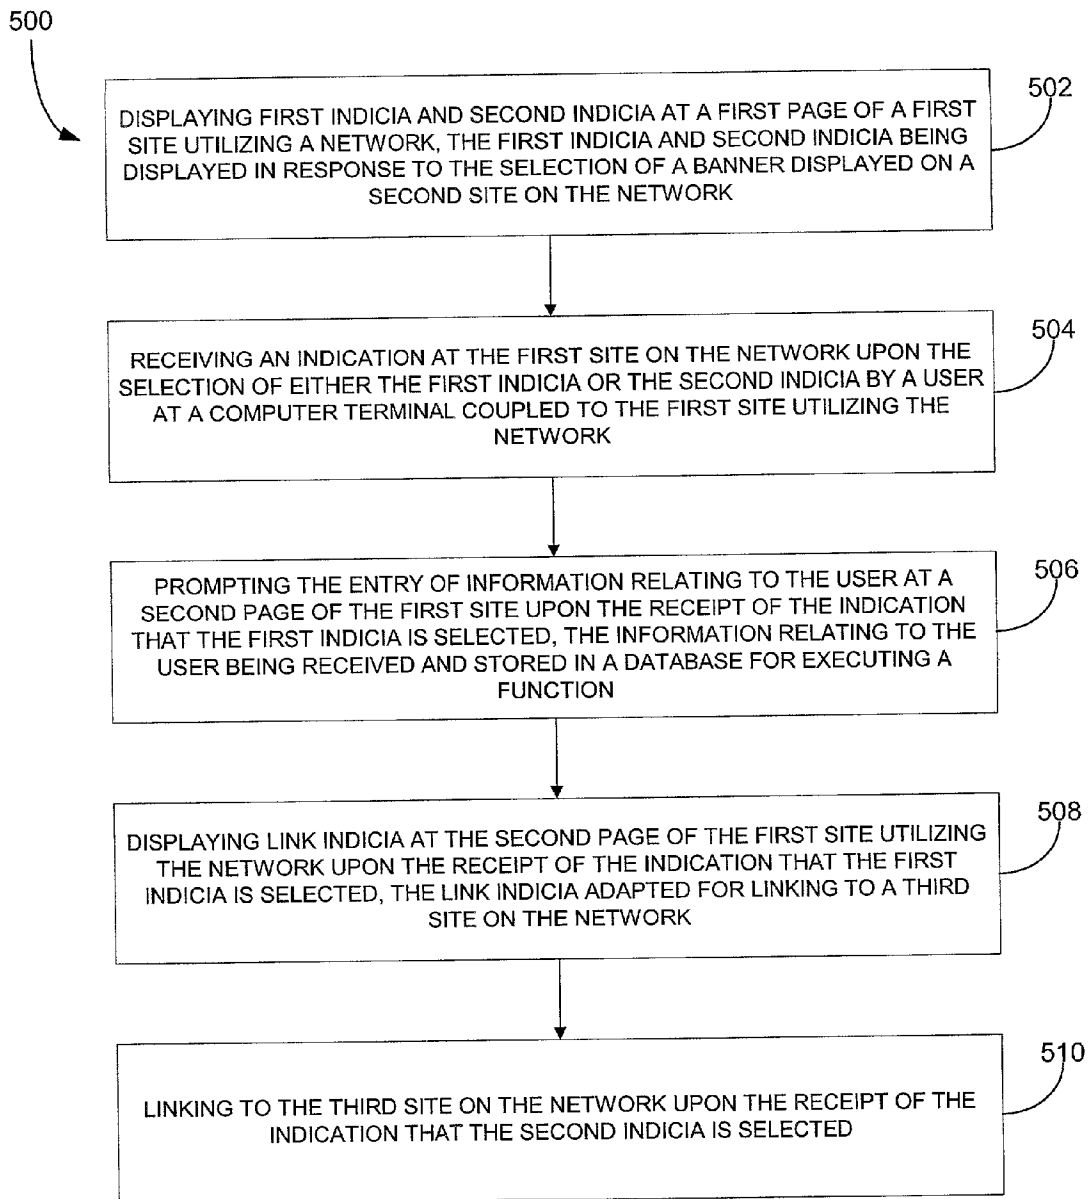 500
DISPLAYING FIRST INDICIA AND SECOND INDICIA AT A FIRST PAGE OF A FIRST
SITE UTILIZING A NETWORK, THE FIRST INDICIA AND SECOND INDICIA BEING
DISPLAYED IN RESPONSE TO THE SELECTION OF A BANNER DISPLAYED ON A
SECOND SITE ON THE NETWORK
502
RECEIVING AN INDICATION AT THE FIRST SITE ON THE NETWORK UPON THE
SELECTION OF EITHER THE FIRST INDICIA OR THE SECOND INDICIA BY A USER
AT A COMPUTER TERMINAL COUPLED TO THE FIRST SITE UTILIZING THE
NETWORK
504
PROMPTING THE ENTRY OF INFORMATION RELATING TO THE USER AT A
SECOND PAGE OF THE FIRST SITE UPON THE RECEIPT OF THE INDICATION
THAT THE FIRST INDICIA IS SELECTED, THE INFORMATION RELATING TO THE
USER BEING RECEIVED AND STORED IN A DATABASE FOR EXECUTING A
FUNCTION
506
DISPLAYING LINK INDICIA AT THE SECOND PAGE OF THE FIRST SITE UTILIZING
THE NETWORK UPON THE RECEIPT OF THE INDICATION THAT THE FIRST
INDICIA IS SELECTED, THE LINK INDICIA ADAPTED FOR LINKING TO A THIRD
SITE ON THE NETWORK
508
LINKING TO THE THIRD SITE ON THE NETWORK UPON THE RECEIPT OF THE
INDICATION THAT THE SECOND INDICIA IS SELECTED
510